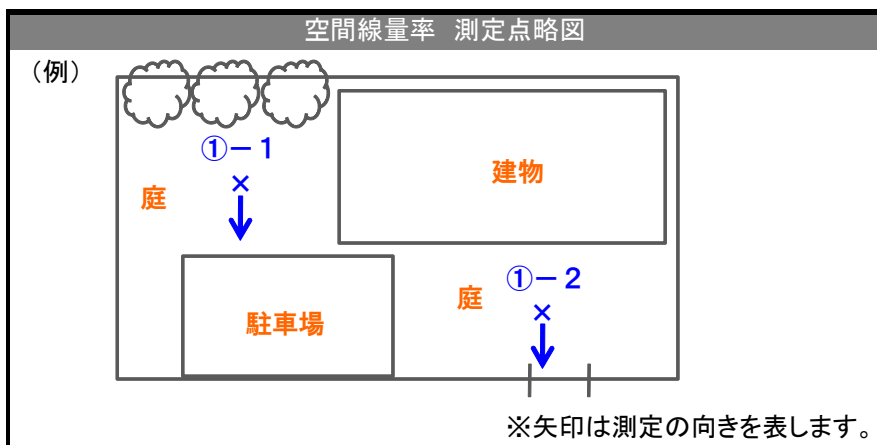 空間線量率 測定点略図
（例）
①－１
×
庭
建物
①－２
×
庭
駐車場
※矢印は測定の向きを表します。